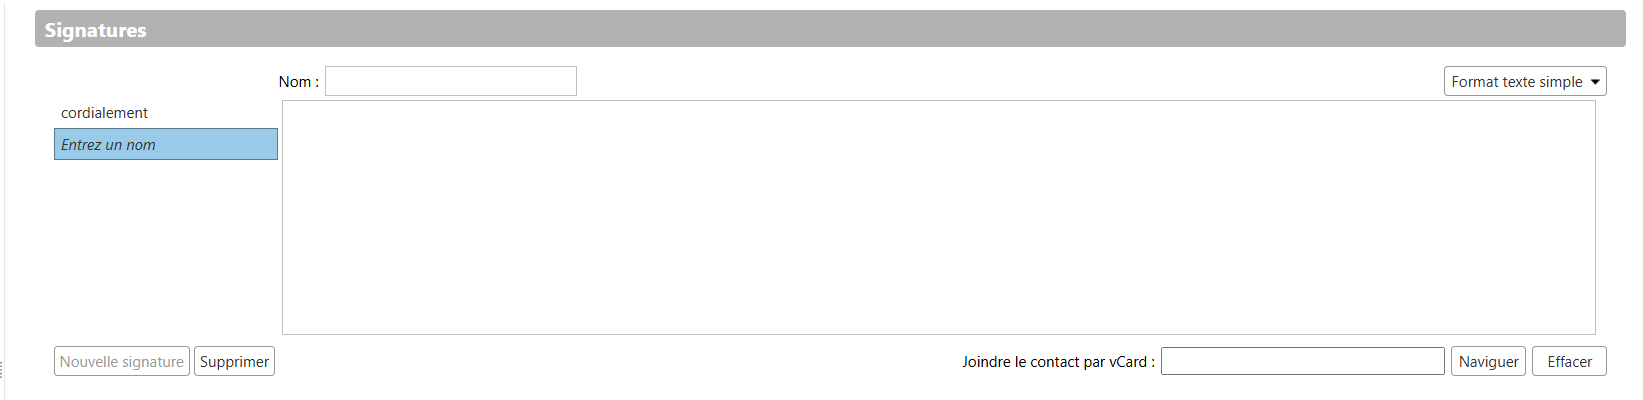 Signatures
Nom :
Format texte simple
cordialement
Entrez un nom
Nouvelle signature Supprimer
Joindre le contact par vCard : Naviguer Effacer